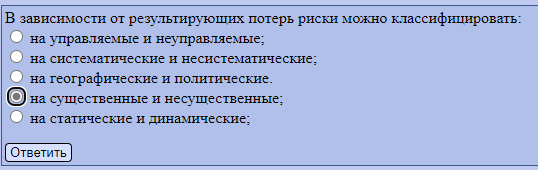 В зависимости от результирующих потерь риски можно классифицировать:
на управляемые и неуправляемые;
на систематические и несистематические;
на географические и политические.
на существенные и несущественные;
на статические и динамические;
Ответить